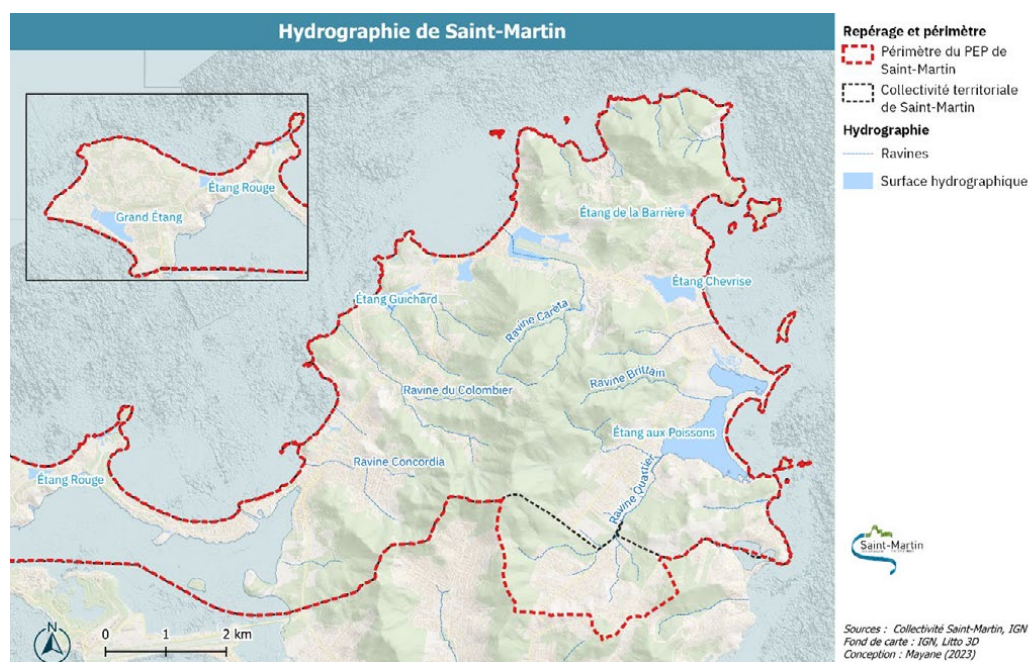 Hydrographie de Saint-Martin
Repérage et périmètre
Périmètre du PEP de
Saint-Martin
Collectivité territoriale
de Saint-Martin
Hydrographie
Ravines
Surface hydrographique
Étang Rouge
Grand Étang
Étang de la Barrière
Étang Chevrise
Étang Guichard
Ravine Caréta
Ravine Brittain
Ravine du Colombier
Étang aux Poissons
Ravine Concordia
Étang Rouge
Ravine Quartier
Saint-Martin
N
0 1 2 km
Sources : Collectivité Saint-Martin, IGN
Fond de carte : IGN, Litto 3D
Conception : Mayane (2023)